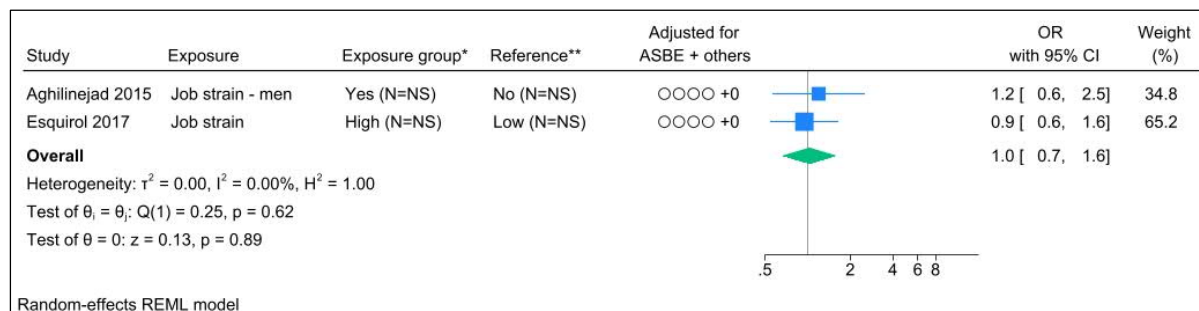 Study Exposure Exposure group* Reference** Adjusted for ASBE + others OR with 95% CI Weight (%)
Aghilinejad 2015 Job strain - men Yes (N=NS) No (N=NS) ○○○○ +0 1.2 [ 0.6, 2.5] 34.8
Esquirol 2017 Job strain High (N=NS) Low (N=NS) ○○○○ +0 0.9 [ 0.6, 1.6] 65.2
Overall 1.0 [ 0.7, 1.6]
Heterogeneity: τ² = 0.00, I² = 0.00%, H² = 1.00
Test of θᵢ = θⱼ: Q(1) = 0.25, p = 0.62
Test of θ = 0: z = 0.13, p = 0.89
.5 2 4 6 8
Random-effects REML model